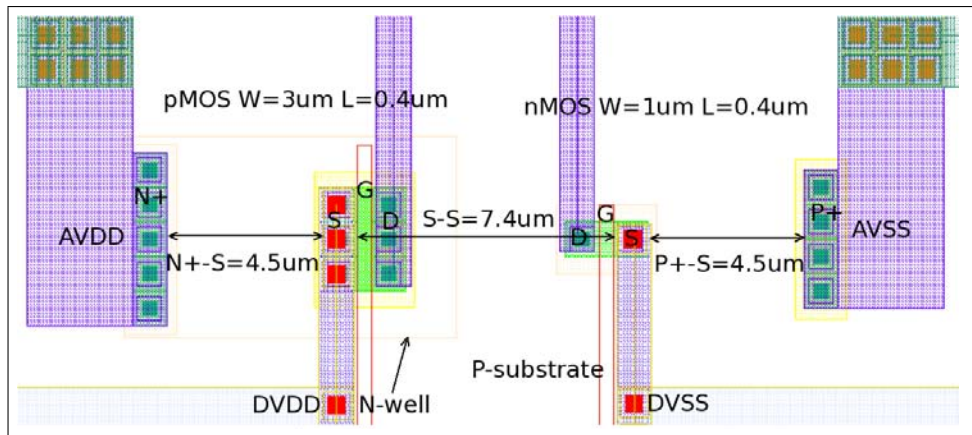 pMOS W=3um L=0.4um
nMOS W=1um L=0.4um
N+
S
G
D
S-S=7.4um
G
D
S
P+
AVDD
AVSS
N+-S=4.5um
P+-S=4.5um
P-substrate
DVDD
N-well
DVSS